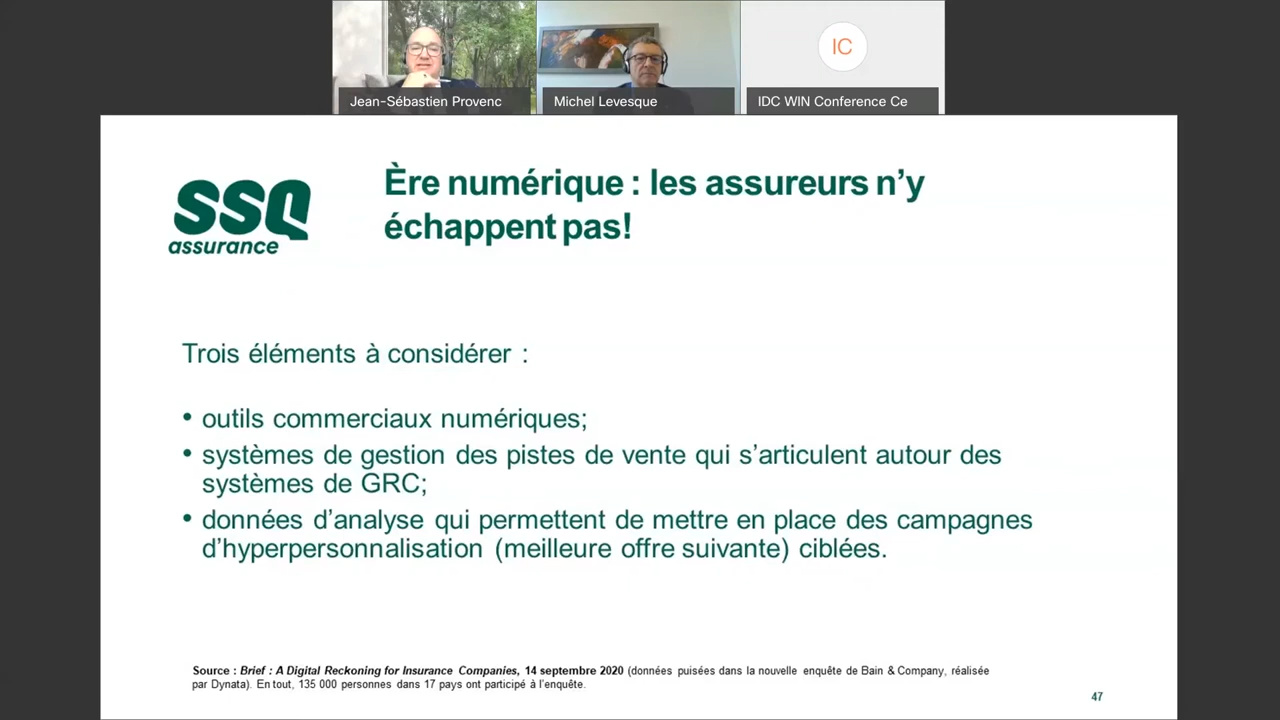 IC
Jean-Sébastien Provenc
Michel Levesque
IDC WIN Conference Ce
SSQ
assurance
Ère numérique : les assureurs n’y
échappent pas!
Trois éléments à considérer :
• outils commerciaux numériques;
• systèmes de gestion des pistes de vente qui s’articulent autour des
systèmes de GRC;
• données d’analyse qui permettent de mettre en place des campagnes
d’hyperpersonnalisation (meilleure offre suivante) ciblées.
Source : Brief : A Digital Reckoning for Insurance Companies, 14 septembre 2020 (données puisées dans la nouvelle enquête de Bain & Company, réalisée
par Dynata). En tout, 135 000 personnes dans 17 pays ont participé à l’enquête.
47